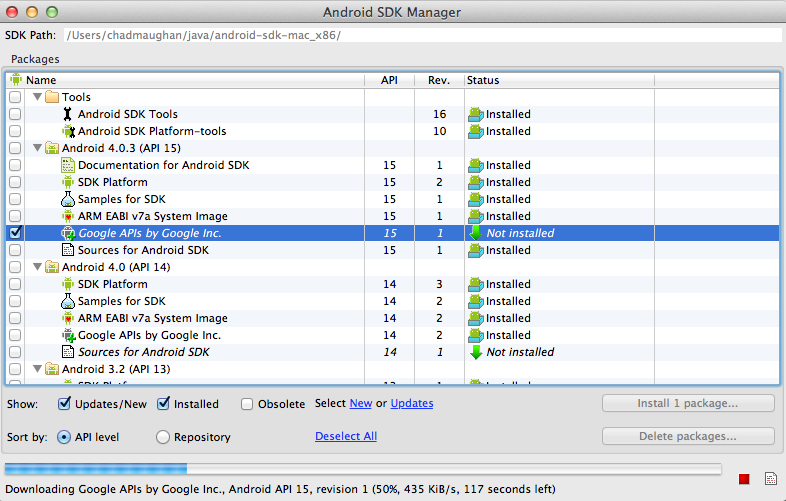 Android SDK Manager
SDK Path: /Users/chadmaughan/java/android-sdk-mac_x86/
Packages
Name API Rev. Status
Tools
Android SDK Tools 16 Installed
Android SDK Platform-tools 10 Installed
Android 4.0.3 (API 15)
Documentation for Android SDK 15 1 Installed
SDK Platform 15 2 Installed
Samples for SDK 15 1 Installed
ARM EABI v7a System Image 15 1 Installed
Google APIs by Google Inc. 15 1 Not installed
Sources for Android SDK 15 1 Installed
Android 4.0 (API 14)
SDK Platform 14 3 Installed
Samples for SDK 14 2 Installed
ARM EABI v7a System Image 14 2 Installed
Google APIs by Google Inc. 14 2 Installed
Sources for Android SDK 14 1 Not installed
Android 3.2 (API 13)
SDK Platform 13 1 Installed
Show: Updates/New Installed Obsolete Select New or Updates Install 1 package...
Sort by: API level Repository Deselect All Delete packages...
Downloading Google APIs by Google Inc., Android API 15, revision 1 (50%, 435 KiB/s, 117 seconds left)